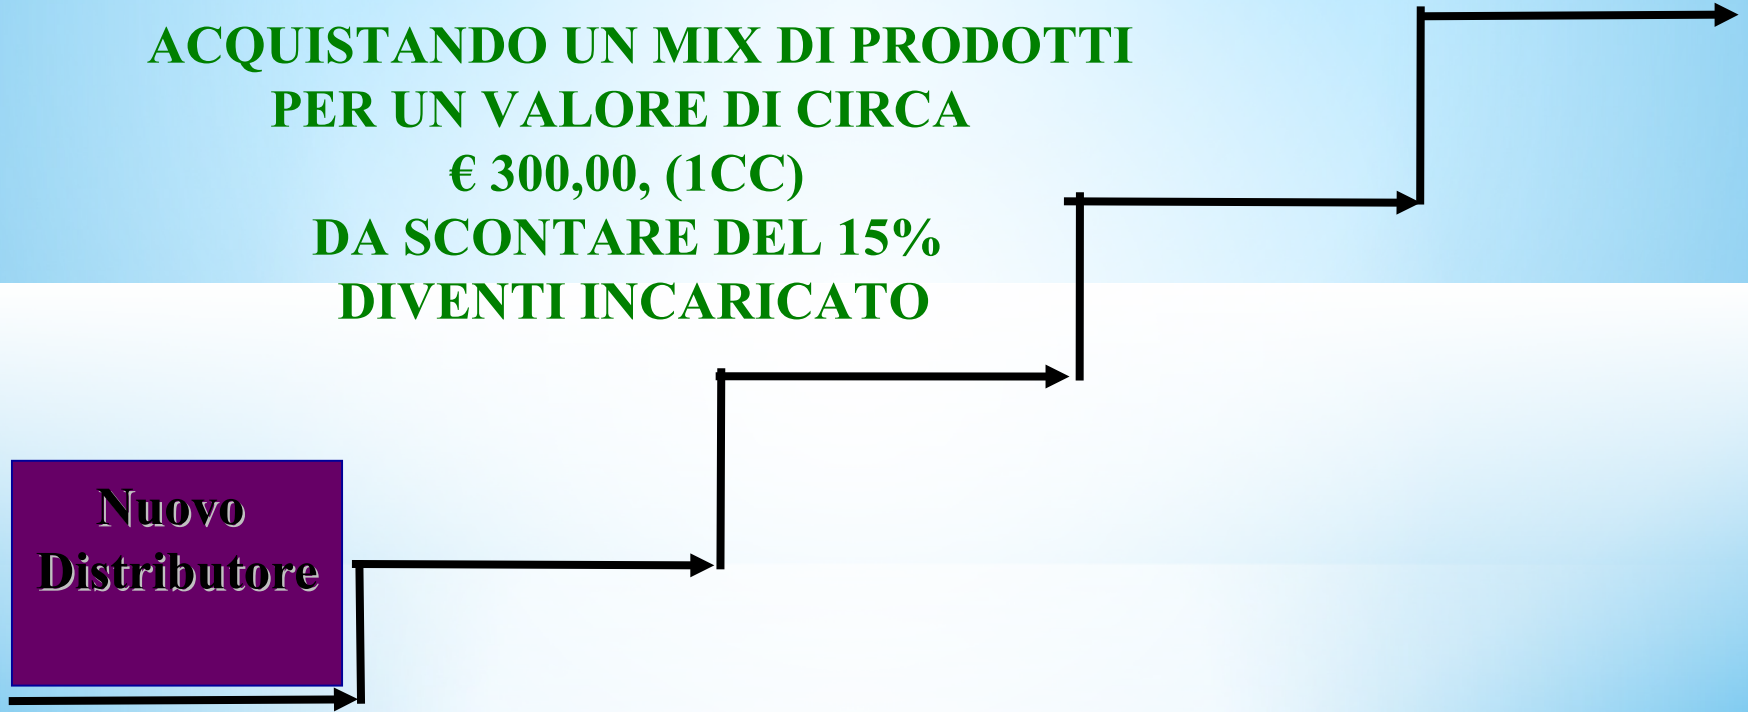 ACQUISTANDO UN MIX DI PRODOTTI
PER UN VALORE DI CIRCA
€ 300,00, (1CC)
DA SCONTARE DEL 15%
DIVENTI INCARICATO
Nuovo
Distributore